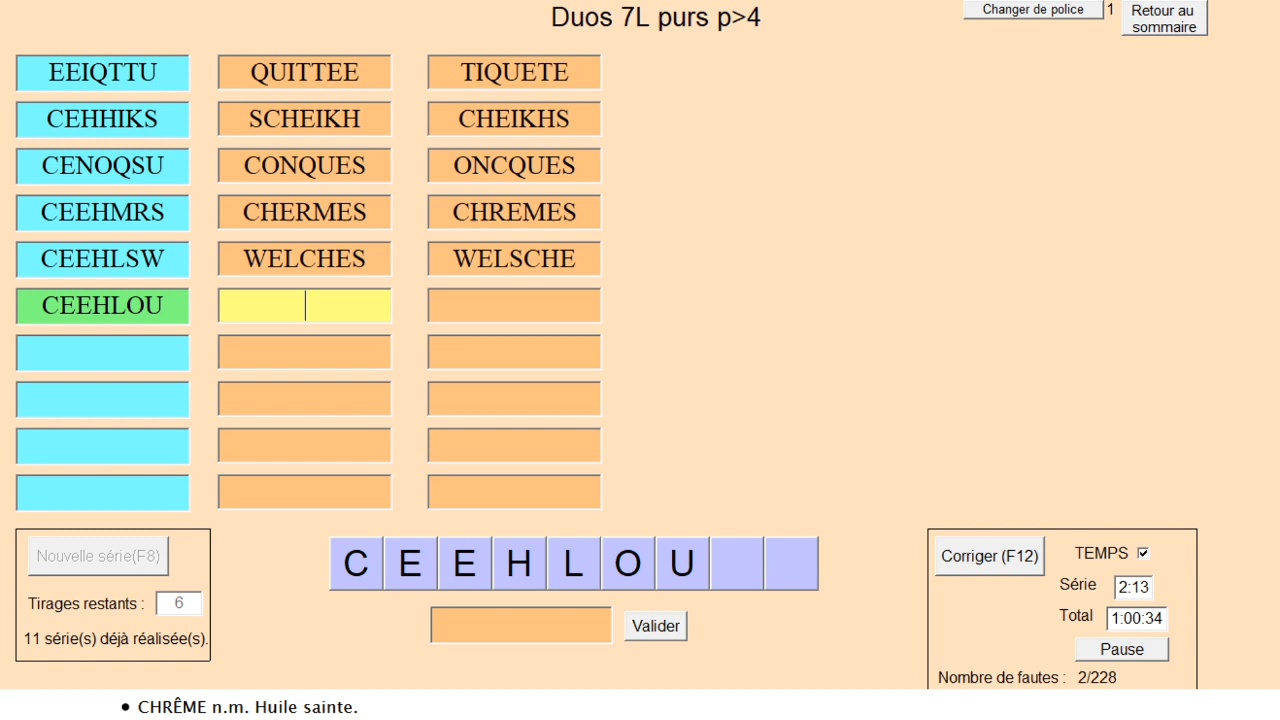 Duos 7L purs p>4
Changer de police 1 Retour au sommaire
EEIQTTU QUITTEE TIQUETE
CEHHIKS SCHEIKH CHEIKHS
CENOQSU CONQUES ONCQUES
CEEHMRS CHERMES CHREMES
CEEHLSW WELCHES WELSCHE
CEEHLOU
Nouvelle série(F8)
Tirages restants : 6
11 série(s) déjà réalisée(s).
C E E H L O U
Valider
Corriger (F12) TEMPS
Série 2:13
Total 1:00:34
Pause
Nombre de fautes : 2/228
• CHRÊME n.m. Huile sainte.